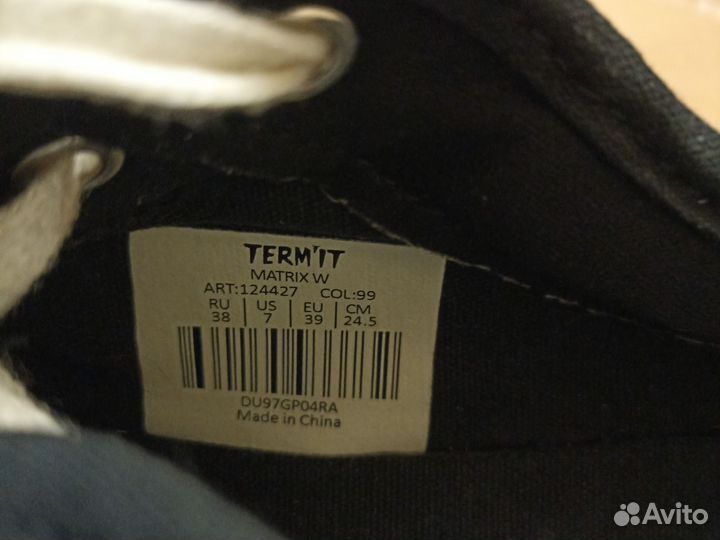 TERM'IT
MATRIX W
ART:124427 COL:99
RU US EU CM
38 7 39 24.5
DU97GP04RA
Made in China
Avito